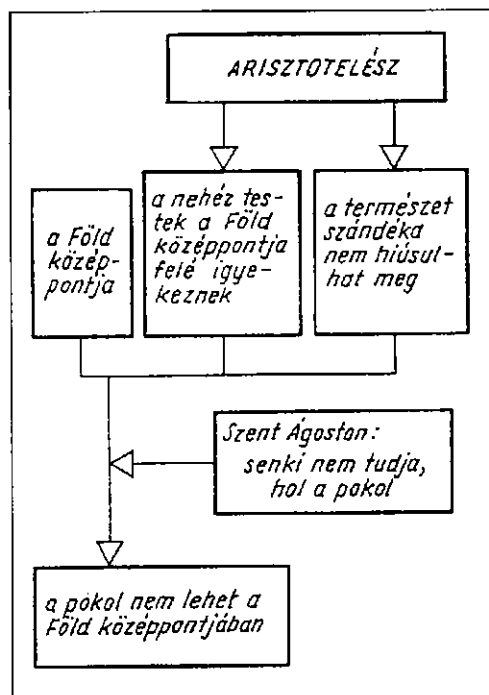 ARISZTOTELÉSZ
a Föld
közép-
pontja
a nehéz tes-
tek a Föld
középpontja
felé igye-
keznek
a természet
szándéka
nem hiúsul-
hat meg
Szent Ágoston:
senki nem tudja,
hol a pokol
a pokol nem lehet a
Föld középpontjában